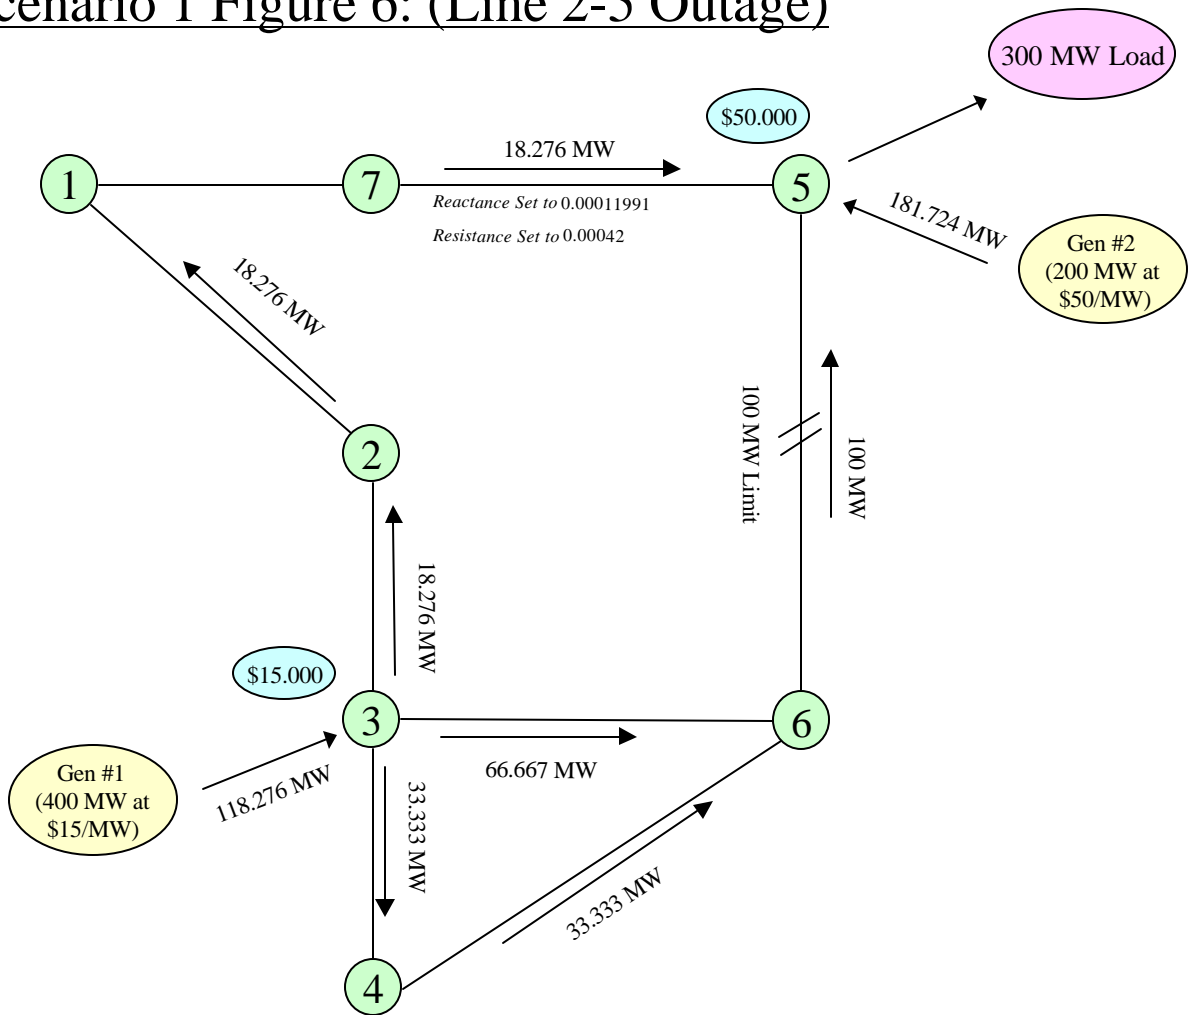 cenario 1 Figure 6: (Line 2-5 Outage)
300 MW Load
$50.000
18.276 MW
1
7
5
Reactance Set to 0.00011991
Resistance Set to 0.00042
181.724 MW
Gen #2
(200 MW at
$50/MW)
18.276 MW
100 MW Limit
100 MW
2
18.276 MW
$15.000
3
6
Gen #1
(400 MW at
$15/MW)
118.276 MW
66.667 MW
33.333 MW
33.333 MW
4